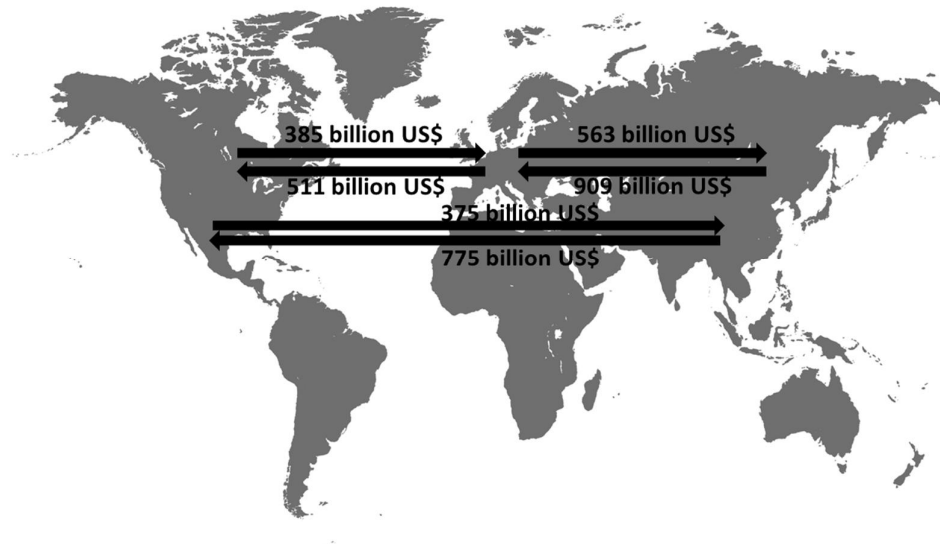 385 billion US$
563 billion US$
511 billion US$
909 billion US$
375 billion US$
775 billion US$